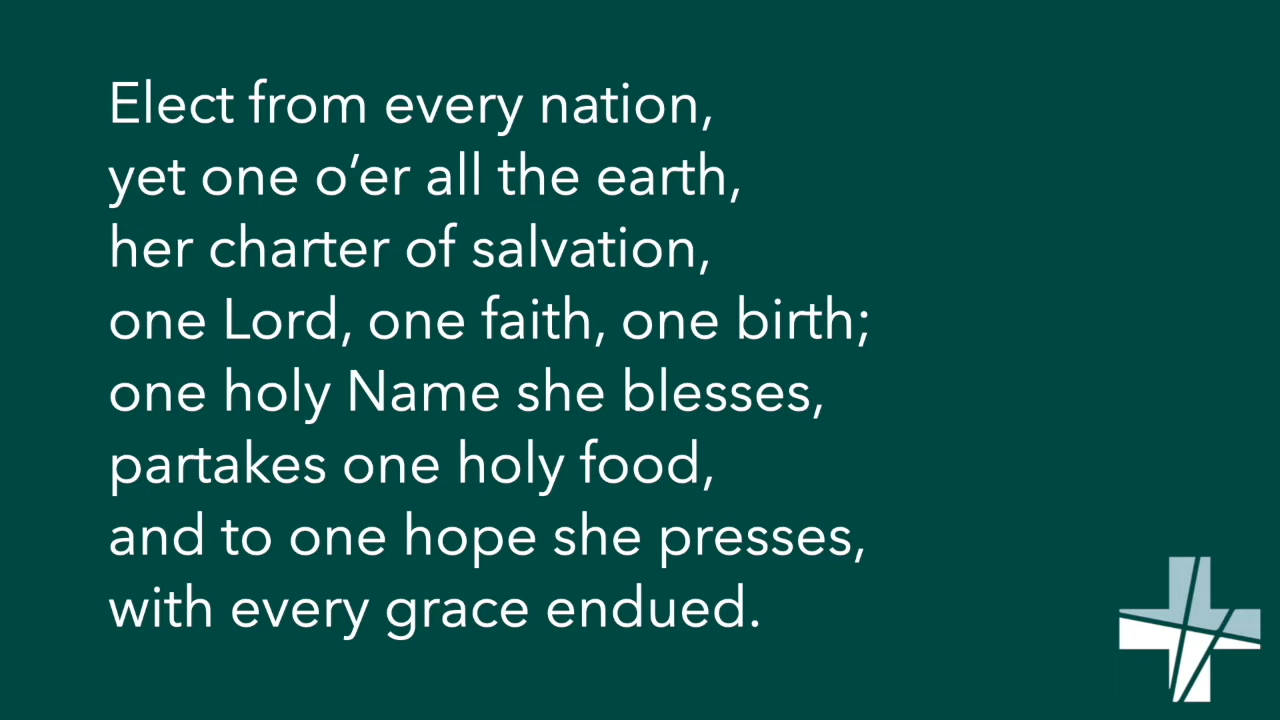 Elect from every nation,
yet one o’er all the earth,
her charter of salvation,
one Lord, one faith, one birth;
one holy Name she blesses,
partakes one holy food,
and to one hope she presses,
with every grace endued.